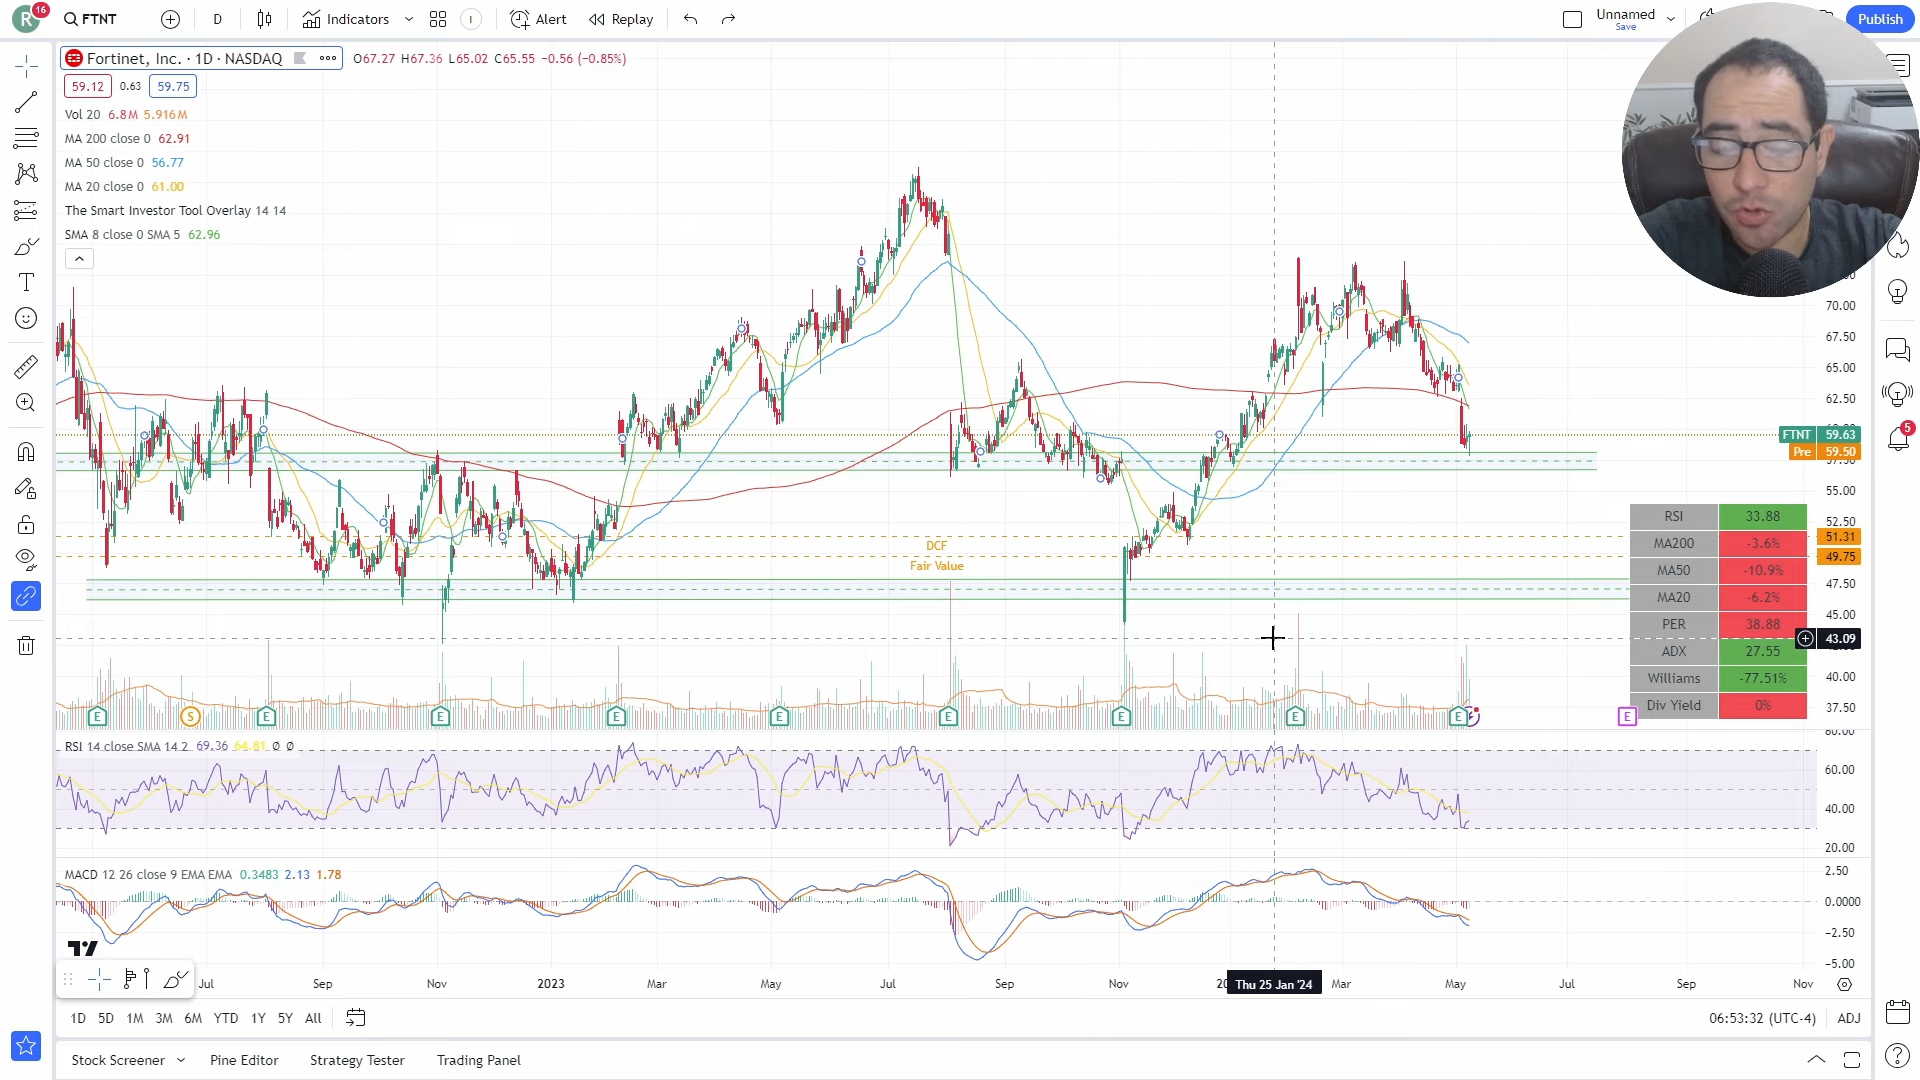 R 16 FTNT D Indicators Alert Replay Unnamed Save Publish
Fortinet, Inc. · 1D · NASDAQ O67.27 H67.36 L65.02 C65.55 −0.56 (−0.85%)
59.12 0.63 59.75
Vol 20 6.8M 5.916M
MA 200 close 0 62.91
MA 50 close 0 56.77
MA 20 close 0 61.00
The Smart Investor Tool Overlay 14 14
SMA 8 close 0 SMA 5 62.96
70.00
67.50
65.00
62.50
FTNT 59.63
Pre 59.50
57.50
55.00
52.50
51.31
49.75
47.50
45.00
43.09
40.00
37.50
DCF
Fair Value
RSI 33.88
MA200 -3.6%
MA50 -10.9%
MA20 -6.2%
PER 38.88
ADX 27.55
Williams -77.51%
Div Yield 0%
5
E S E E E E E E E E E
RSI 14 close SMA 14 2 69.36 64.81 Ø Ø
80.00
60.00
40.00
20.00
MACD 12 26 close 9 EMA EMA 0.3483 2.13 1.78
2.50
0.0000
−2.50
−5.00
Jul Sep Nov 2023 Mar May Jul Sep Nov Thu 25 Jan '24 Mar May Jul Sep Nov
1D 5D 1M 3M 6M YTD 1Y 5Y All 06:53:32 (UTC-4) ADJ
Stock Screener Pine Editor Strategy Tester Trading Panel